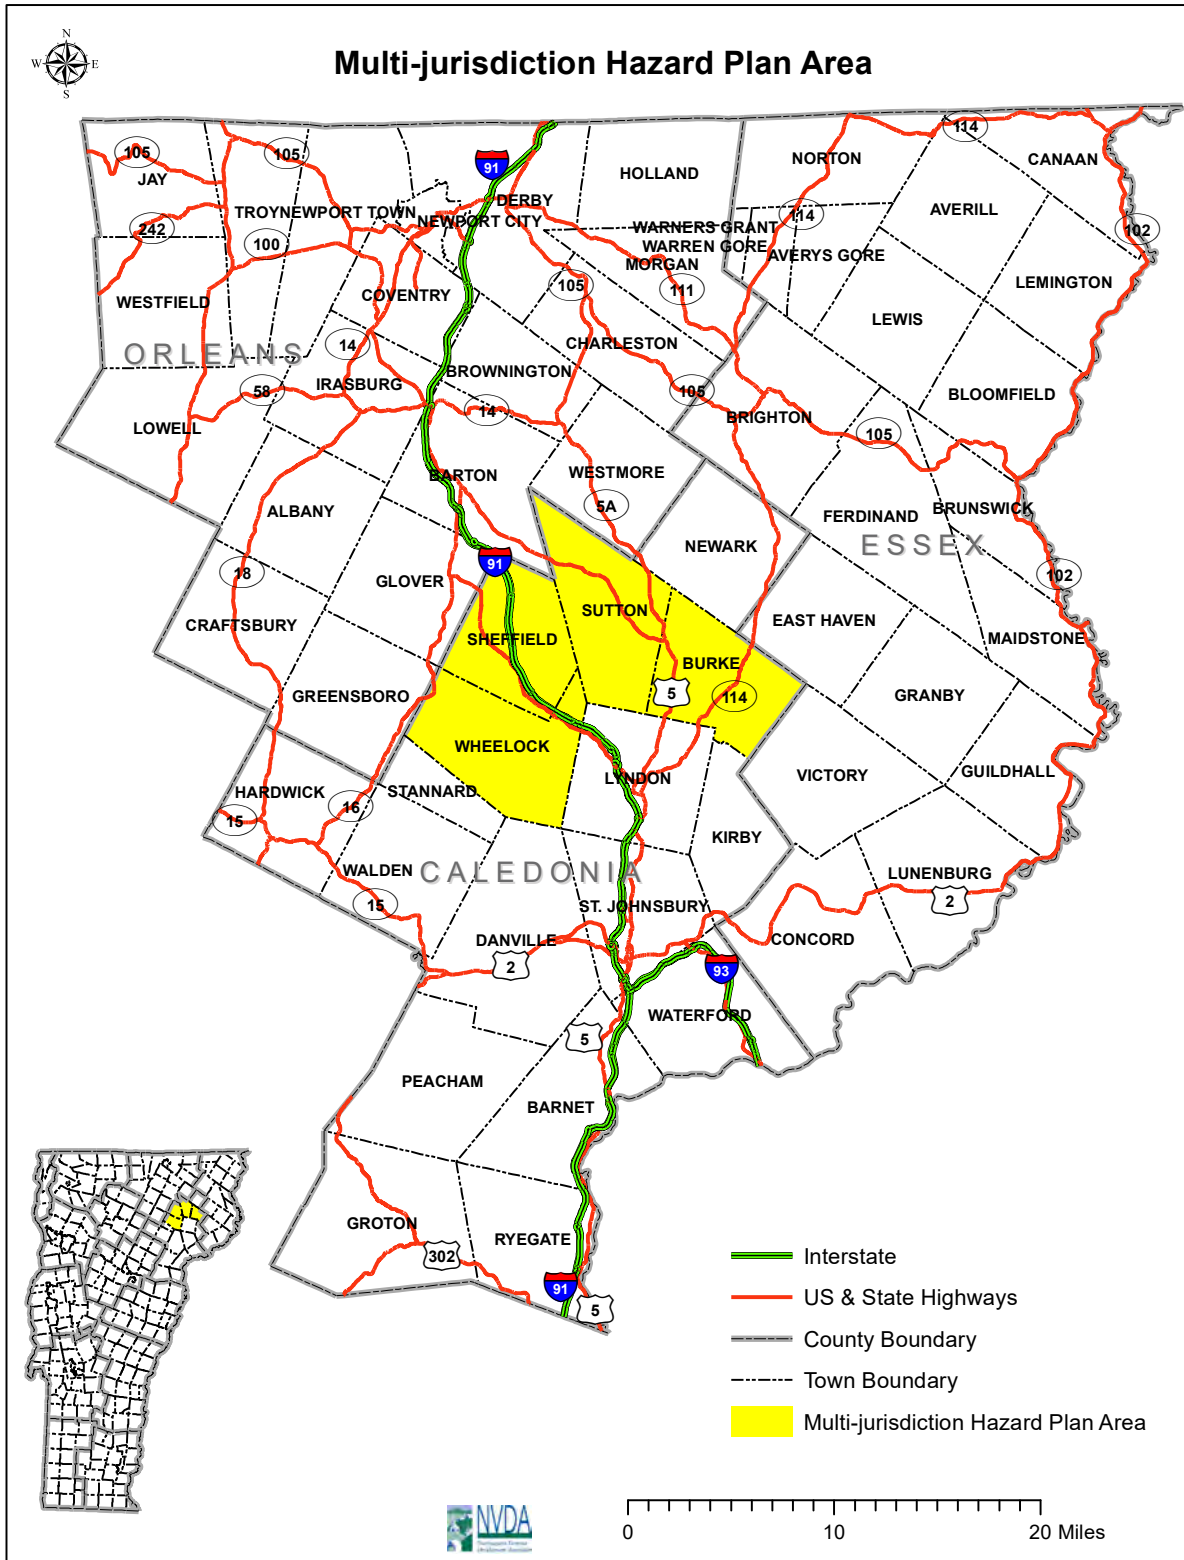 N
W E
S
Multi-jurisdiction Hazard Plan Area
114
105
105
91
NORTON
CANAAN
HOLLAND
JAY
DERBY
TROY
NEWPORT TOWN
AVERILL
114
NEWPORT CITY
WARNERS GRANT
242
102
100
WARREN GORE
AVERYS GORE
MORGAN
LEMINGTON
105
111
COVENTRY
WESTFIELD
LEWIS
14
CHARLESTON
ORLEANS
BROWNINGTON
IRASBURG
58
105
BLOOMFIELD
14
BRIGHTON
LOWELL
105
BARTON
WESTMORE
5A
ALBANY
BRUNSWICK
FERDINAND
NEWARK
ESSEX
91
18
GLOVER
102
SUTTON
EAST HAVEN
CRAFTSBURY
SHEFFIELD
MAIDSTONE
BURKE
GREENSBORO
5
114
GRANBY
WHEELOCK
LYNDON
VICTORY
GUILDHALL
HARDWICK
STANNARD
16
15
KIRBY
WALDEN
CALEDONIA
LUNENBURG
15
ST. JOHNSBURY
2
DANVILLE
CONCORD
2
93
WATERFORD
5
PEACHAM
BARNET
GROTON
RYEGATE
302
91
5
Interstate
US & State Highways
County Boundary
Town Boundary
Multi-jurisdiction Hazard Plan Area
NVDA
0 10 20 Miles